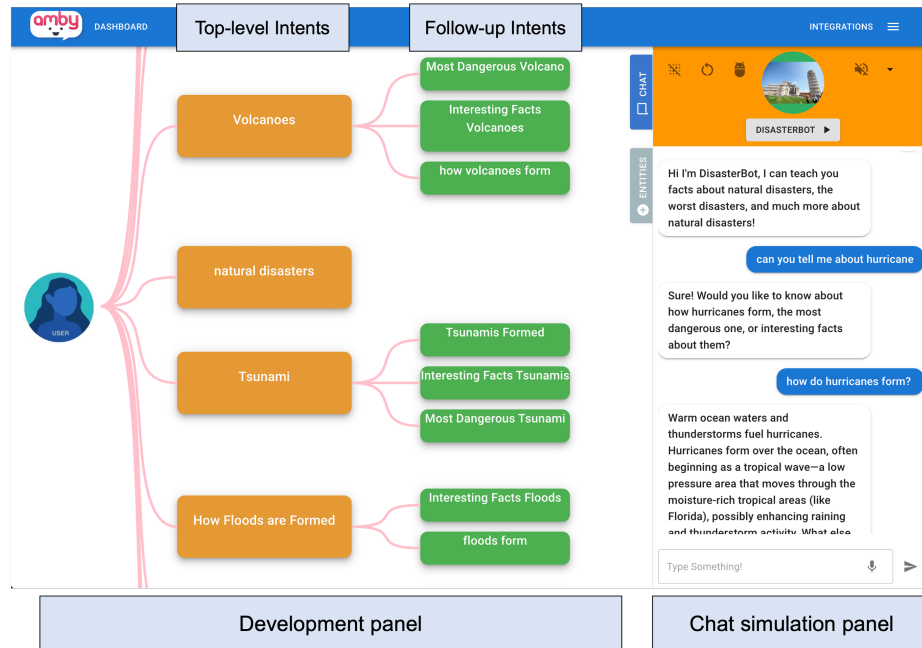 amby
DASHBOARD
Top-level Intents
Follow-up Intents
INTEGRATIONS
Most Dangerous Volcano
Volcanoes
Interesting Facts
Volcanoes
how volcanoes form
natural disasters
USER
Tsunamis Formed
Tsunami
Interesting Facts Tsunamis
Most Dangerous Tsunami
Interesting Facts Floods
How Floods are Formed
floods form
CHAT
ENTITIES
DISASTERBOT
Hi I'm DisasterBot, I can teach you
facts about natural disasters, the
worst disasters, and much more about
natural disasters!
can you tell me about hurricane
Sure! Would you like to know about
how hurricanes form, the most
dangerous one, or interesting facts
about them?
how do hurricanes form?
Warm ocean waters and
thunderstorms fuel hurricanes.
Hurricanes form over the ocean, often
beginning as a tropical wave—a low
pressure area that moves through the
moisture-rich tropical areas (like
Florida), possibly enhancing raining
and thunderstorm activity. What else
Type Something!
Development panel
Chat simulation panel